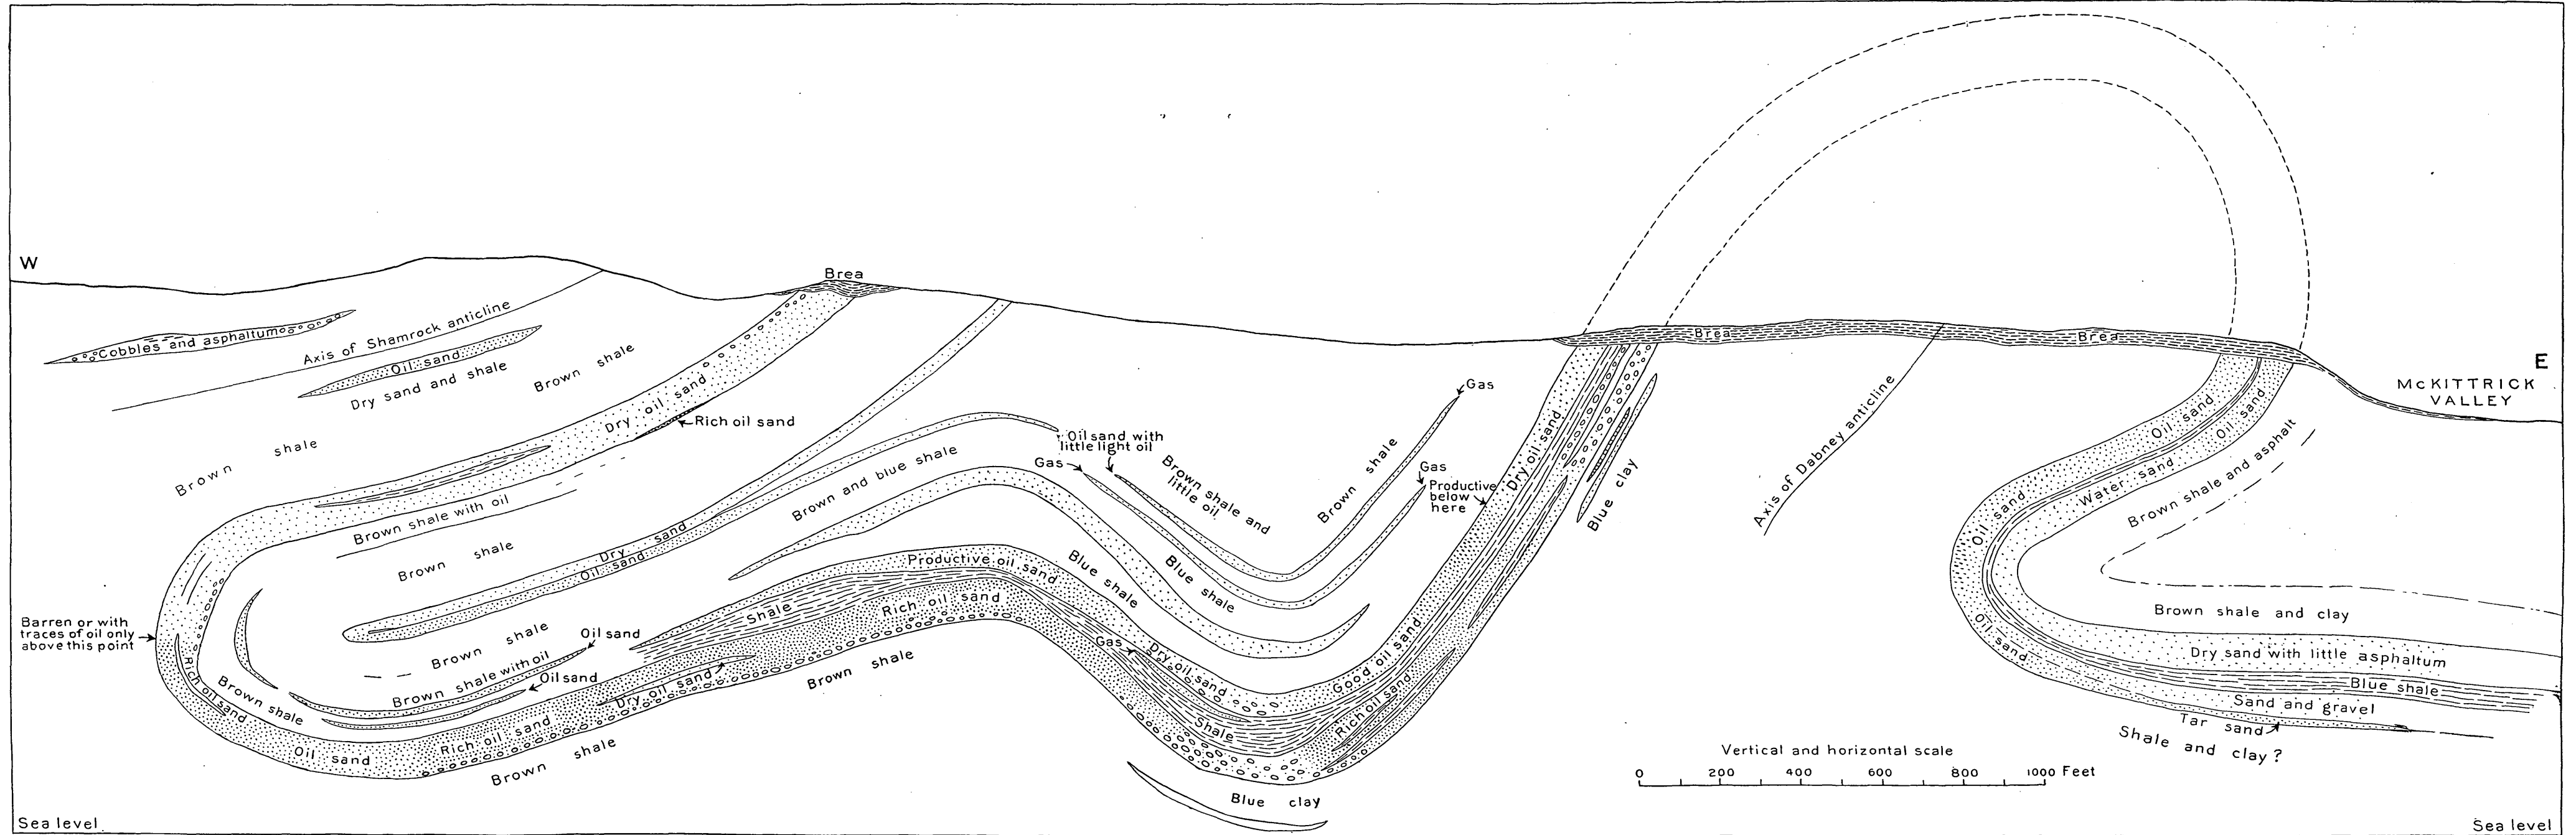 W
E
Brea
Cobbles and asphaltum
Axis of Shamrock anticline
Oil sand
Dry sand and shale
Brown shale
Dry oil sand
Rich oil sand
Brown shale
Brown shale with oil
Brown shale
Dry sand
Oil sand
Brown and blue shale
Oil sand with
little light oil
Gas
Brown shale and
little oil
Brown shale
Gas
Gas
Productive
below
here
Dry oil sand
Blue clay
Brea
Brea
Axis of Dabney anticline
McKITTRICK
VALLEY
Oil sand
Oil sand
Water sand
Oil sand
Brown shale and asphalt
Brown shale and clay
Oil sand
Dry sand with little asphaltum
Blue shale
Sand and gravel
Tar sand
Shale and clay?
Productive oil sand
Blue shale
Blue shale
Shale
Rich oil sand
Barren or with
traces of oil only
above this point
Brown shale
Oil sand
Brown shale with oil
Oil sand
Rich oil sand
Brown shale
Dry oil sand
Brown shale
Gas
Dry oil sand
Good oil sand
Rich oil sand
Shale
Oil sand
Rich oil sand
Brown shale
Blue clay
Vertical and horizontal scale
0 200 400 600 800 1000 Feet
Sea level
Sea level